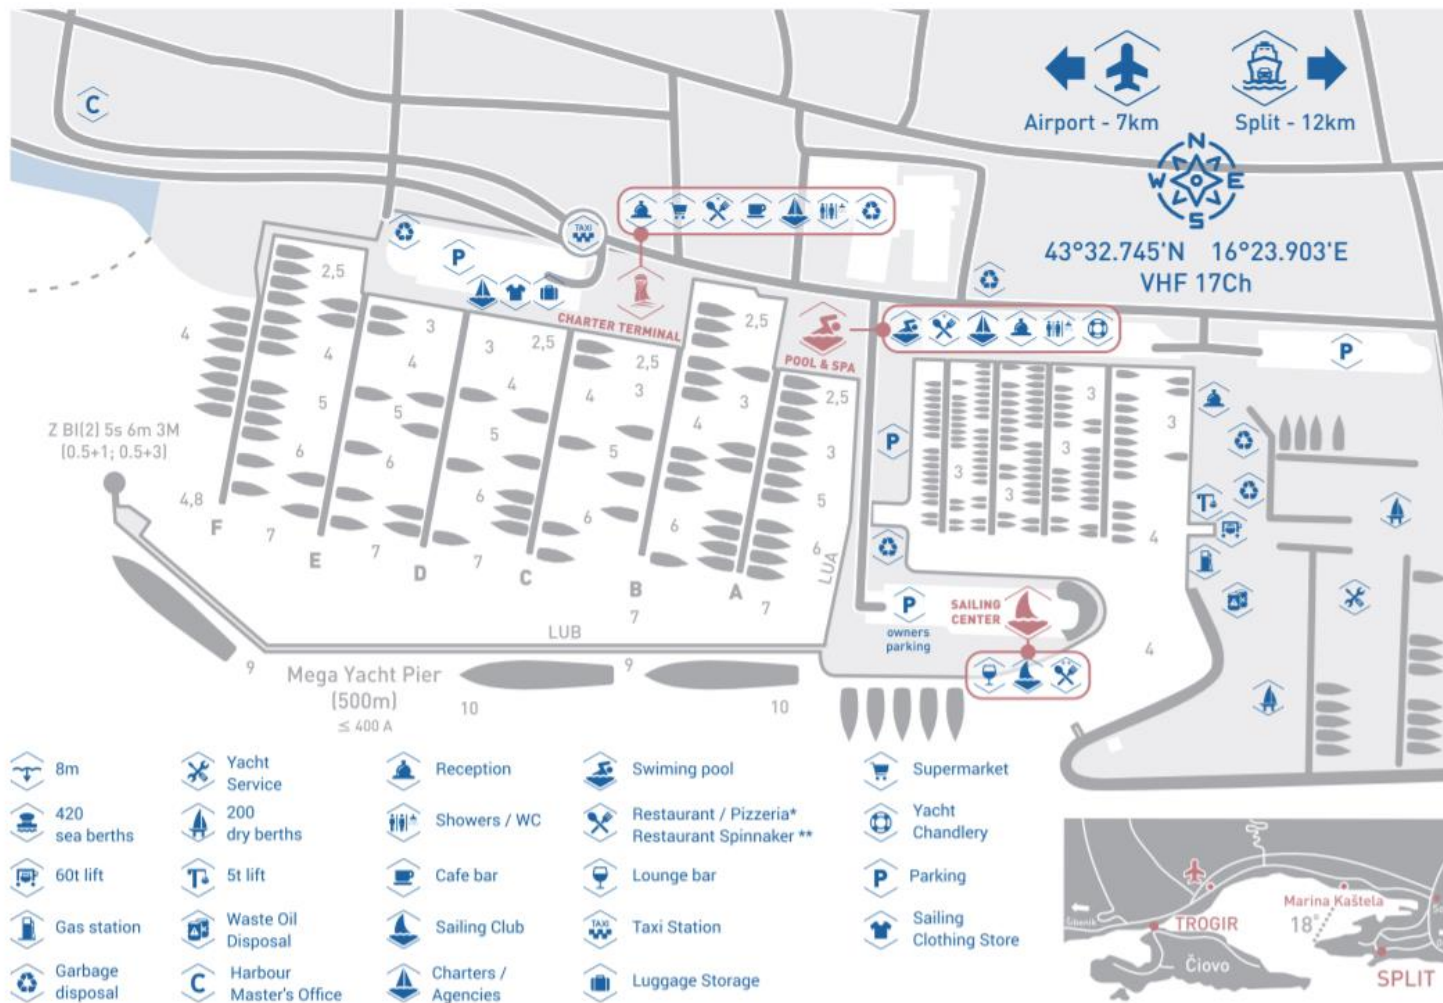 Airport - 7km
Split - 12km
N
W E
S
43°32.745'N 16°23.903'E
VHF 17Ch
C
TAXI
P
CHARTER TERMINAL
POOL & SPA
P
P
2,5
4
3
4
5
6
4,8
7
3
4
5
6
7
2,5
4
5
6
7
2,5
3
4
5
6
7
2,5
4
3
6
7
2,5
3
5
6
3
3
3
3
4
4
Z BI(2) 5s 6m 3M
(0.5+1; 0.5+3)
F
E
D
C
B
A
LUA
LUB
9
Mega Yacht Pier
(500m)
≤ 400 A
10
9
10
P
owners
parking
SAILING
CENTER
8m
420
sea berths
60t lift
Gas station
Garbage
disposal
Yacht
Service
200
dry berths
5t lift
Waste Oil
Disposal
C
Harbour
Master's Office
Reception
Showers / WC
Cafe bar
Sailing Club
Charters /
Agencies
Swiming pool
Restaurant / Pizzeria*
Restaurant Spinnaker **
Lounge bar
TAXI
Taxi Station
Luggage Storage
Supermarket
Yacht
Chandlery
P
Parking
Sailing
Clothing Store
Marina Kaštela
18°
TROGIR
Čiovo
SPLIT